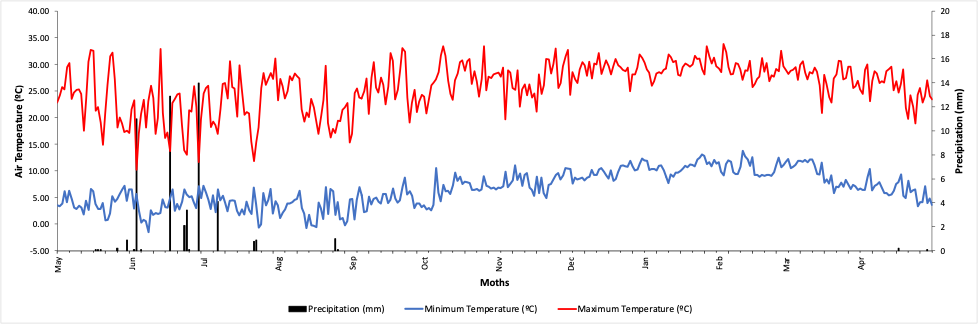 40.00
35.00
30.00
25.00
20.00
15.00
10.00
5.00
0.00
-5.00
Air Temperature (ºC)
20
18
16
14
12
10
8
6
4
2
0
Precipitation (mm)
May
Jun
Jul
Aug
Sep
Oct
Nov
Dec
Jan
Feb
Mar
Apr
Moths
Precipitation (mm)
Minimum Temperature (ºC)
Maximum Temperature (ºC)